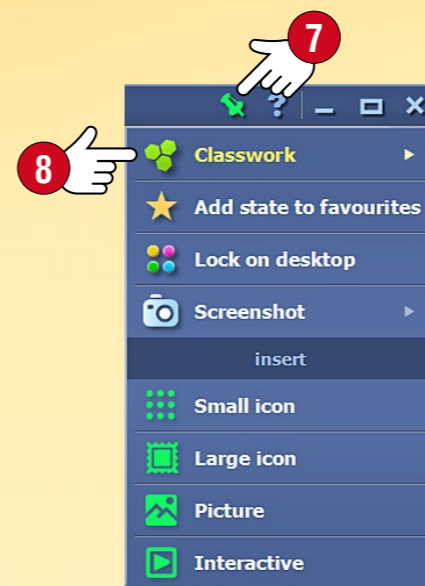 7
?
8
Classwork
Add state to favourites
Lock on desktop
Screenshot
insert
Small icon
Large icon
Picture
Interactive